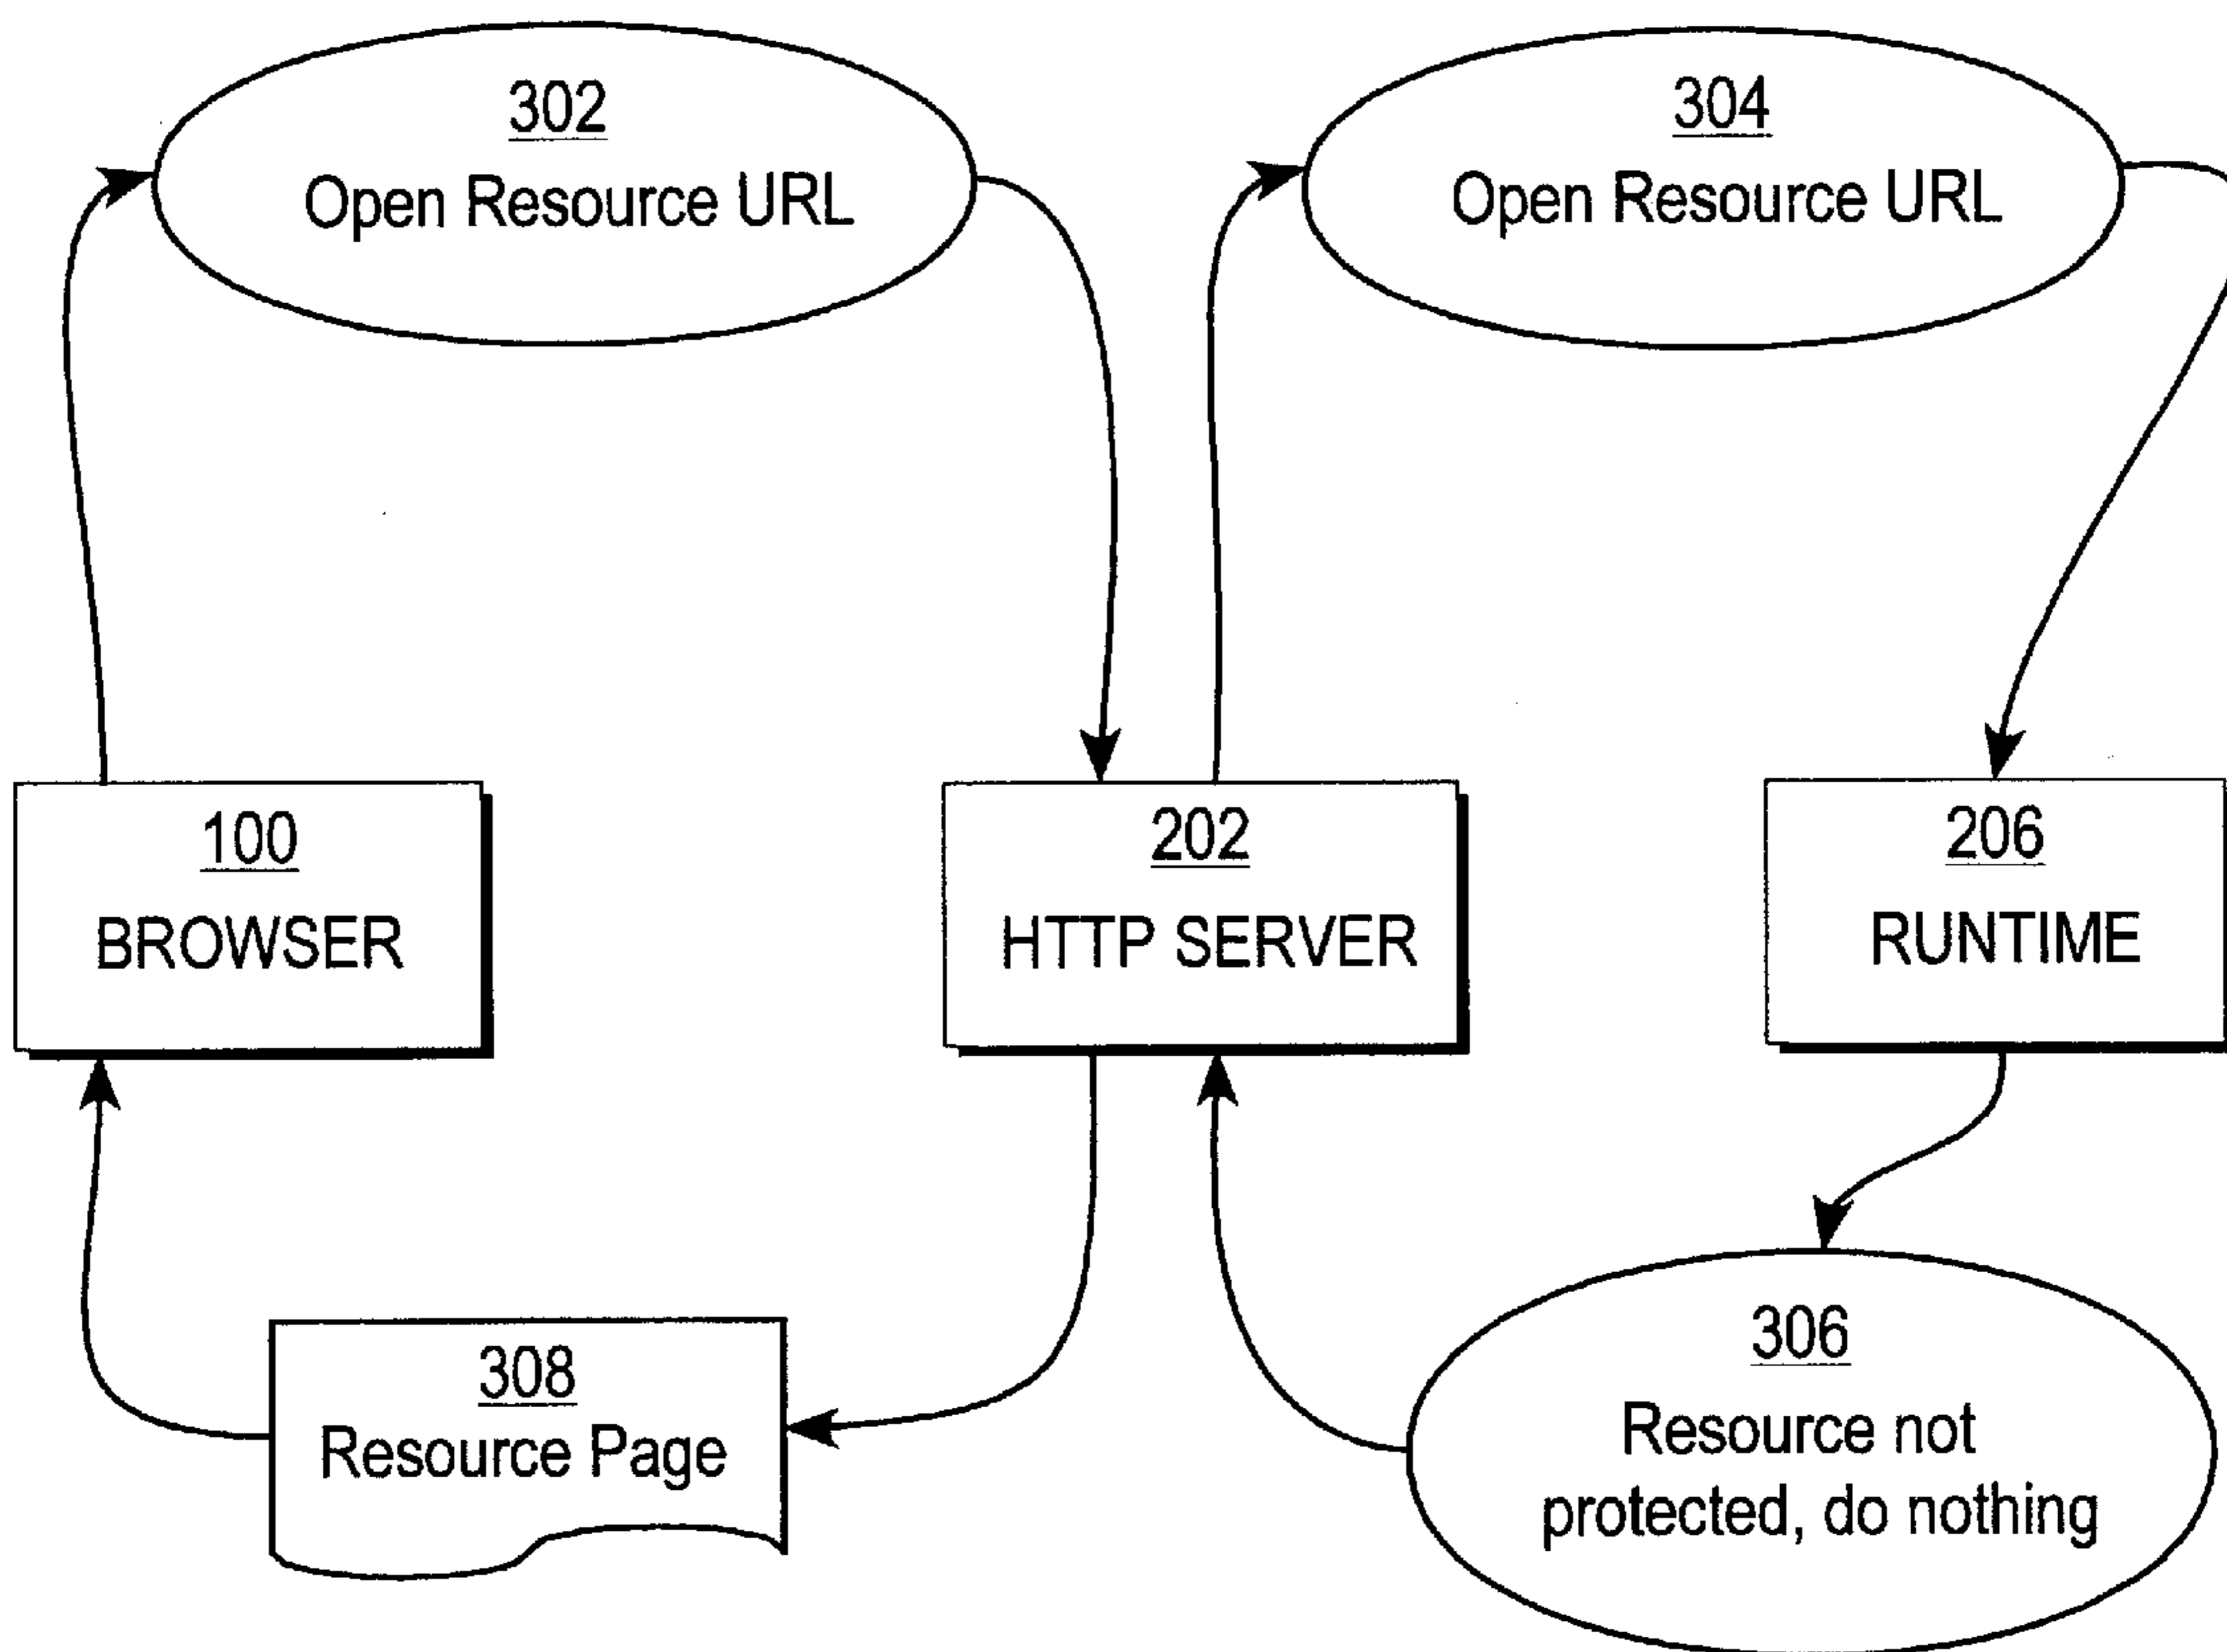 302
Open Resource URL
304
Open Resource URL
100
BROWSER
202
HTTP SERVER
206
RUNTIME
308
Resource Page
306
Resource not
protected, do nothing